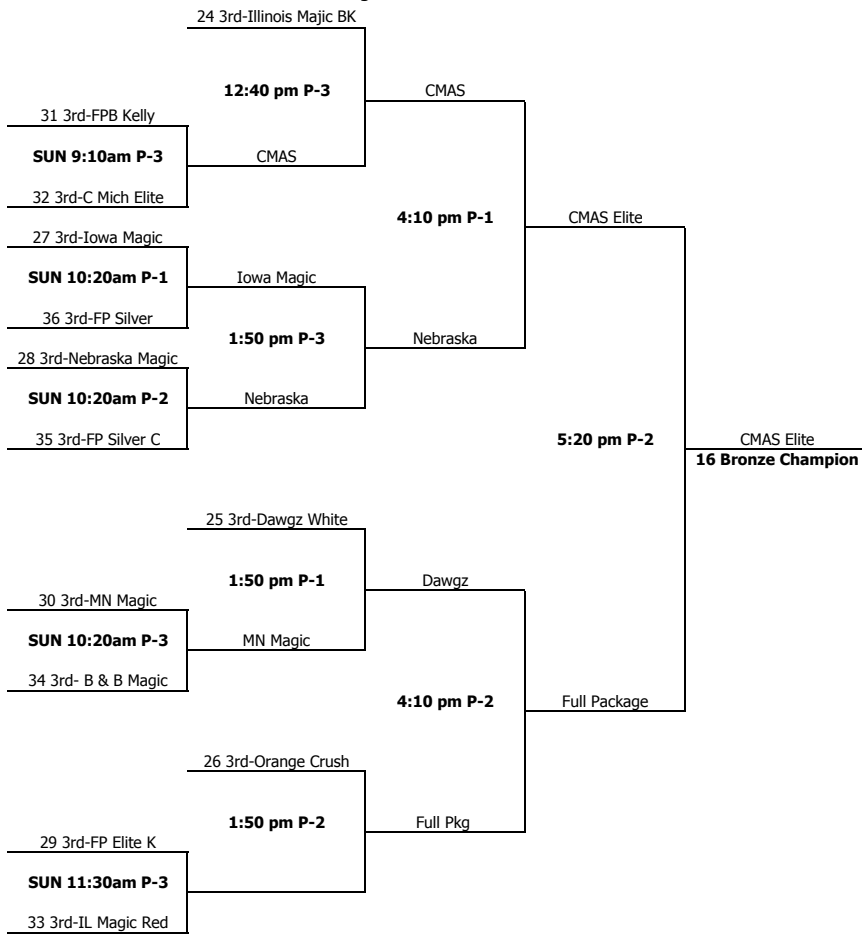 24 3rd-Illinois Majic BK
12:40 pm P-3
CMAS
31 3rd-FPB Kelly
SUN 9:10am P-3
CMAS
32 3rd-C Mich Elite
4:10 pm P-1
CMAS Elite
27 3rd-Iowa Magic
SUN 10:20am P-1
Iowa Magic
36 3rd-FP Silver
1:50 pm P-3
Nebraska
28 3rd-Nebraska Magic
SUN 10:20am P-2
Nebraska
35 3rd-FP Silver C
5:20 pm P-2
CMAS Elite
16 Bronze Champion
25 3rd-Dawgz White
1:50 pm P-1
Dawgz
30 3rd-MN Magic
SUN 10:20am P-3
MN Magic
34 3rd- B & B Magic
4:10 pm P-2
Full Package
26 3rd-Orange Crush
1:50 pm P-2
Full Pkg
29 3rd-FP Elite K
SUN 11:30am P-3
33 3rd-IL Magic Red